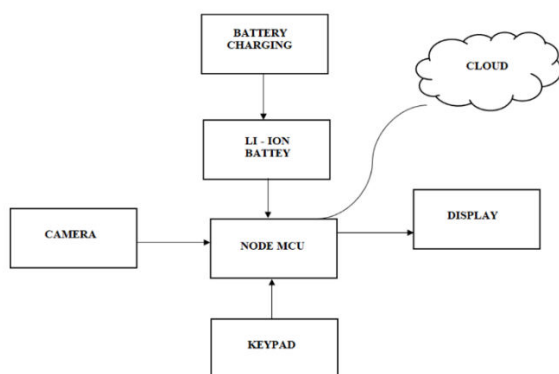 BATTERY
CHARGING
CLOUD
LI - ION
BATTEY
DISPLAY
CAMERA
NODE MCU
KEYPAD